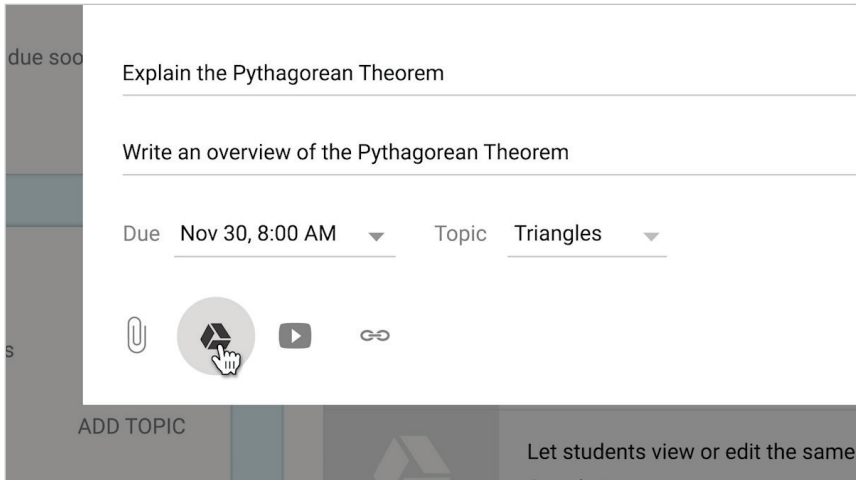 due soo
Explain the Pythagorean Theorem
Write an overview of the Pythagorean Theorem
Due Nov 30, 8:00 AM Topic Triangles
s
ADD TOPIC
Let students view or edit the same